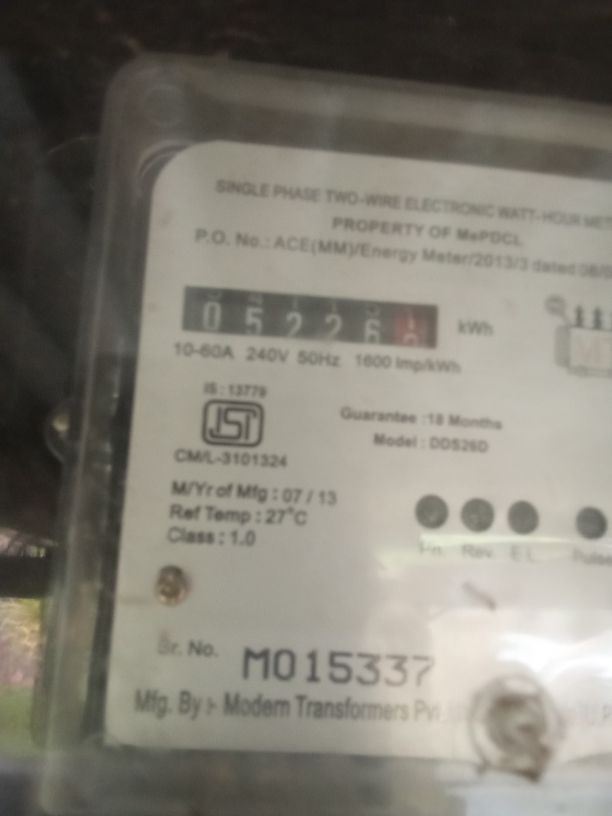 SINGLE PHASE TWO-WIRE ELECTRONIC WATT-HOUR
PROPERTY OF MePDCL
P.O. No.: ACE(MM)/Energy Meter/2013/3 dated
0 5 2 2 6 kWh
10-60A 240V 50Hz 1600 Imp/kWh
IS : 13779
ISI
CM/L-3101324
Guarantee :18 Months
Model : DDS26D
M/Yr of Mfg : 07 / 13
Ref Temp : 27°C
Class : 1.0
Ph. Rev. E.L. Pulse
Sr. No. M015337
Mfg. By :- Modern Transformers Pvt